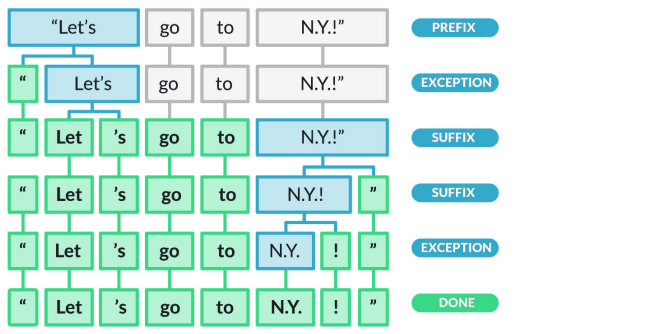 “Let’s go to N.Y.!” PREFIX
“ Let’s go to N.Y.!” EXCEPTION
“ Let ’s go to N.Y.!” SUFFIX
“ Let ’s go to N.Y.! ” SUFFIX
“ Let ’s go to N.Y. ! ” EXCEPTION
“ Let ’s go to N.Y. ! ” DONE